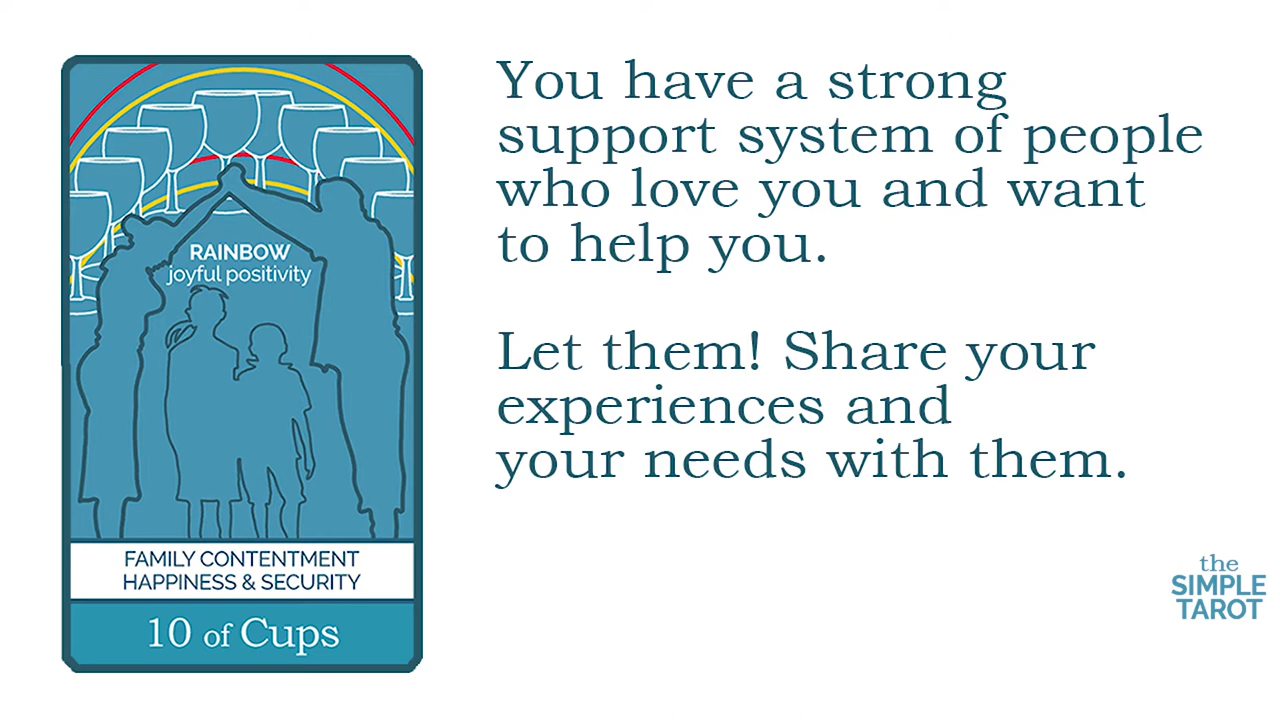 RAINBOW
joyful positivity
FAMILY CONTENTMENT
HAPPINESS & SECURITY
10 of Cups
You have a strong
support system of people
who love you and want
to help you.
Let them! Share your
experiences and
your needs with them.
the
SIMPLE
TAROT